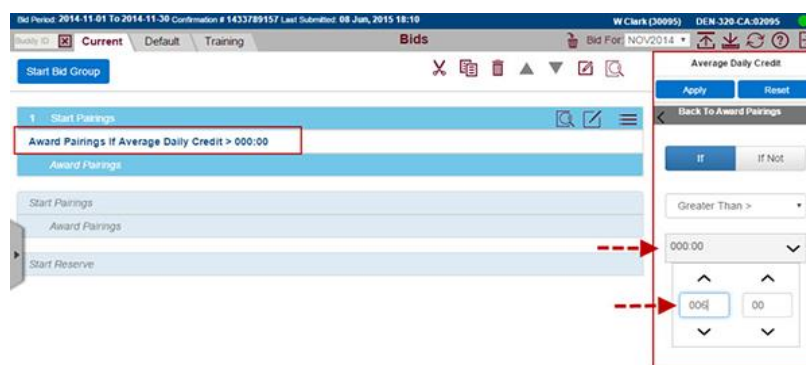 Bid Period: 2014-11-01 To 2014-11-30 Confirmation # 1433789157 Last Submitted: 08 Jun, 2015 18:10 W Clark (30095) DEN-320-CA:02095
Buddy ID Current Default Training Bids Bid For: NOV2014
Start Bid Group
Average Daily Credit
Apply Reset
1 Start Pairings
Back To Award Pairings
Award Pairings If Average Daily Credit > 000:00
Award Pairings
If If Not
Start Pairings
Greater Than >
Award Pairings
000:00
Start Reserve
006 00